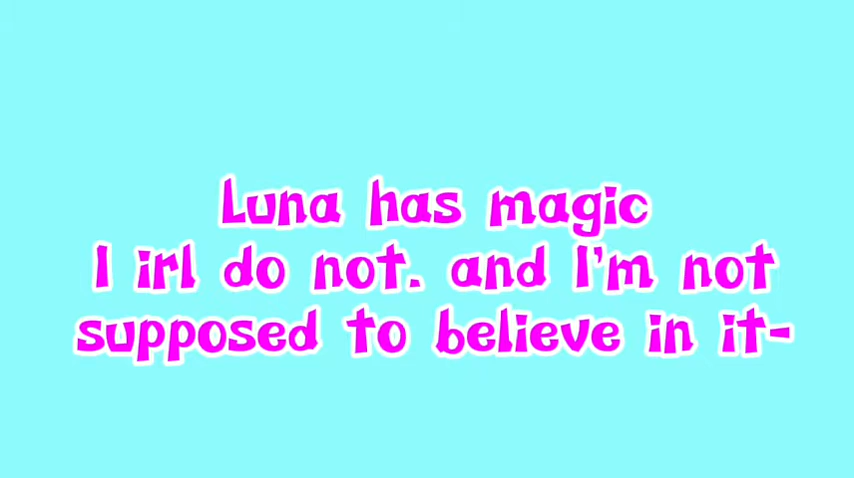 Luna has magic
I irl do not. and I'm not
supposed to believe in it-